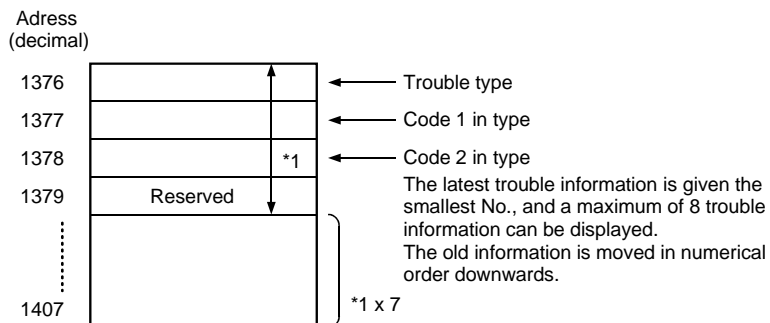 Adress
(decimal)
1376
Trouble type
1377
Code 1 in type
1378
*1
Code 2 in type
1379
Reserved
The latest trouble information is given the
smallest No., and a maximum of 8 trouble
information can be displayed.
The old information is moved in numerical
order downwards.
1407
*1 x 7